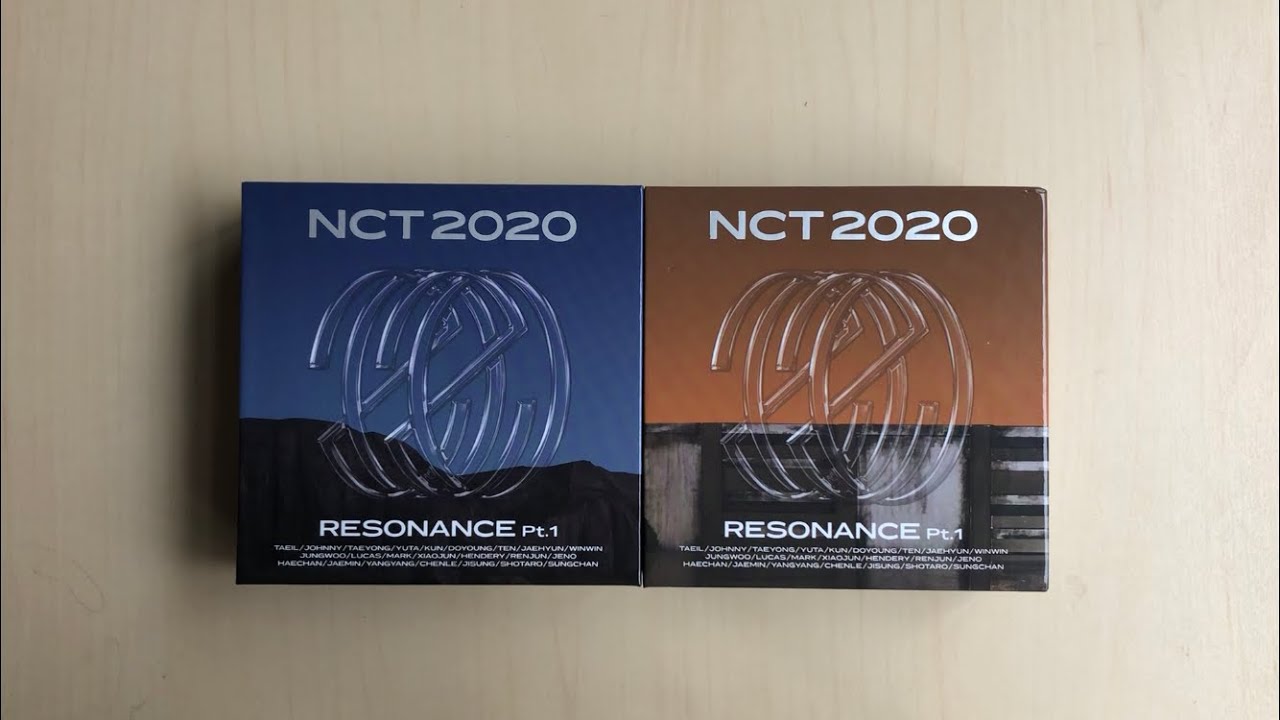 NCT 2020
RESONANCE Pt.1
TAEIL/JOHNNY/TAEYONG/YUTA/KUN/DOYOUNG/TEN/JAEHYUN/WINWIN
JUNGWOO/LUCAS/MARK/XIAOJUN/HENDERY/RENJUN/JENO
HAECHAN/JAEMIN/YANGYANG/CHENLE/JISUNG/SHOTARO/SUNGCHAN
NCT 2020
RESONANCE Pt.1
TAEIL/JOHNNY/TAEYONG/YUTA/KUN/DOYOUNG/TEN/JAEHYUN/WINWIN
JUNGWOO/LUCAS/MARK/XIAOJUN/HENDERY/RENJUN/JENO
HAECHAN/JAEMIN/YANGYANG/CHENLE/JISUNG/SHOTARO/SUNGCHAN